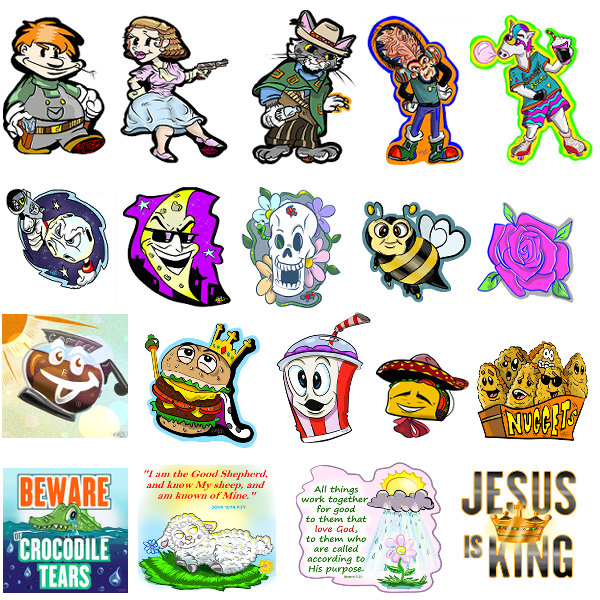 NUGGETS
BEWARE
OF
CROCODILE
TEARS
"I am the Good Shepherd,
and know My sheep, and
am known of Mine."
All things
work together
for good
to them that
love God,
to them who
are called
according to
His purpose.
JESUS
IS KING